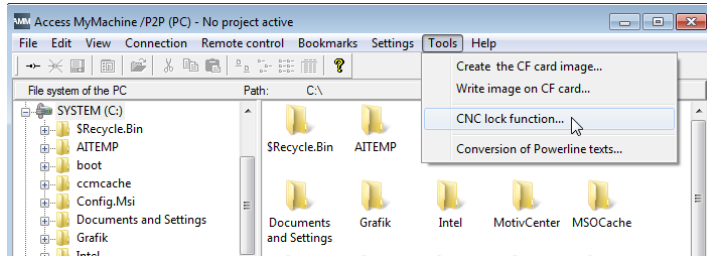 Access MyMachine /P2P (PC) - No project active
File Edit View Connection Remote control Bookmarks Settings Tools Help
Create the CF card image...
Write image on CF card...
CNC lock function...
Conversion of Powerline texts...
File system of the PC
Path: C:\
SYSTEM (C:)
$Recycle.Bin
AITEMP
boot
ccmcache
Config.Msi
Documents and Settings
Grafik
Intel
$Recycle.Bin AITEMP
Documents and Settings Grafik Intel MotivCenter MSOCache